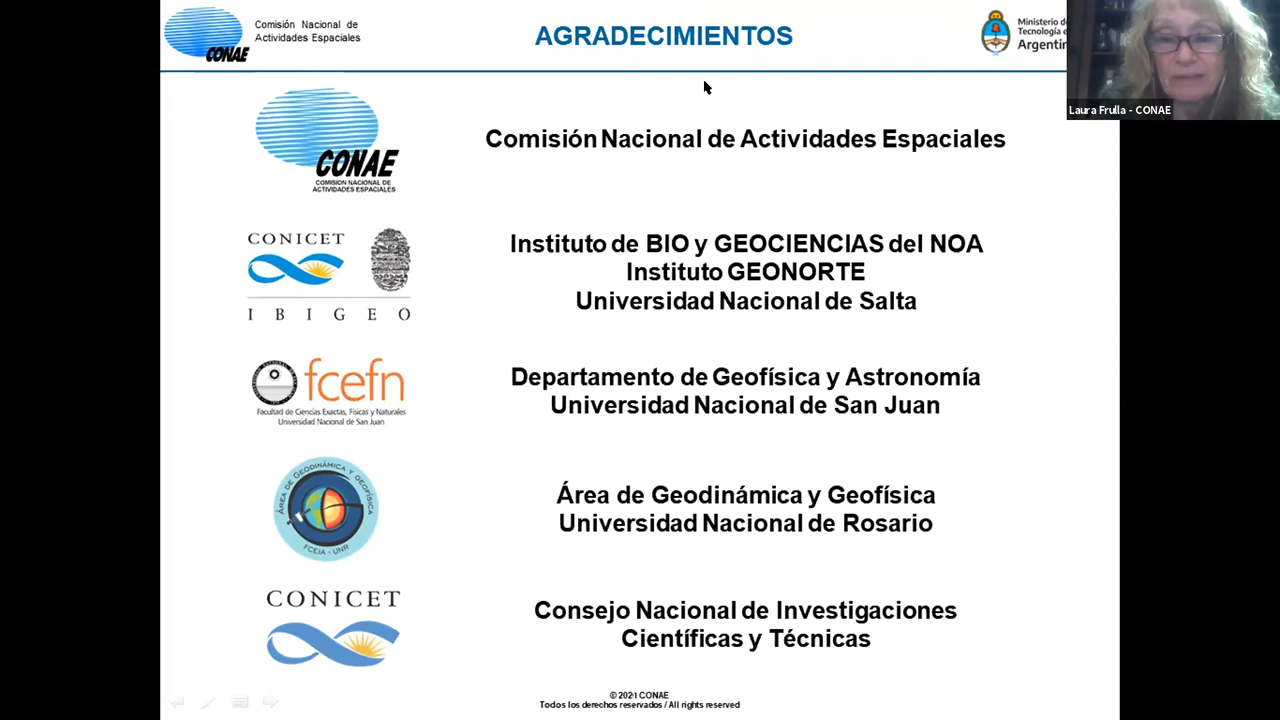 Comisión Nacional de
Actividades Espaciales
CONAE
AGRADECIMIENTOS
Ministerio de
Tecnología e
Argentin
Laura Frulla - CONAE
CONAE
COMISION NACIONAL DE
ACTIVIDADES ESPACIALES
Comisión Nacional de Actividades Espaciales
CONICET
IBIGEO
Instituto de BIO y GEOCIENCIAS del NOA
Instituto GEONORTE
Universidad Nacional de Salta
fcefn
Facultad de Ciencias Exactas, Físicas y Naturales
Universidad Nacional de San Juan
Departamento de Geofísica y Astronomía
Universidad Nacional de San Juan
ÁREA DE GEODINÁMICA Y GEOFÍSICA
FCEIA - UNR
Área de Geodinámica y Geofísica
Universidad Nacional de Rosario
CONICET
Consejo Nacional de Investigaciones
Científicas y Técnicas
© 2021 CONAE
Todos los derechos reservados / All rights reserved